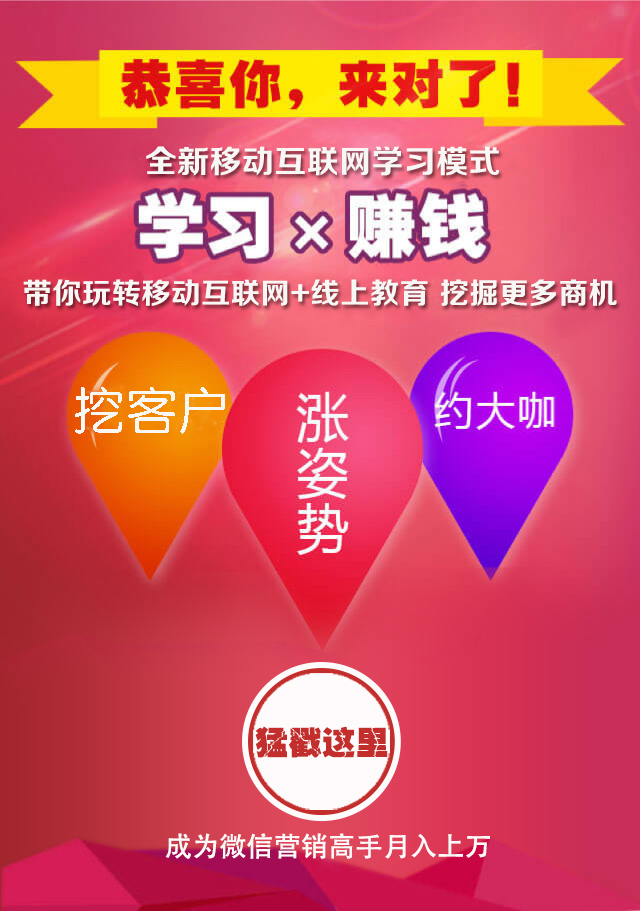 恭喜你，来对了！
全新移动互联网学习模式
学习×赚钱
带你玩转移动互联网+线上教育 挖掘更多商机
挖客户
涨姿势
约大咖
猛戳这里
成为微信营销高手月入上万